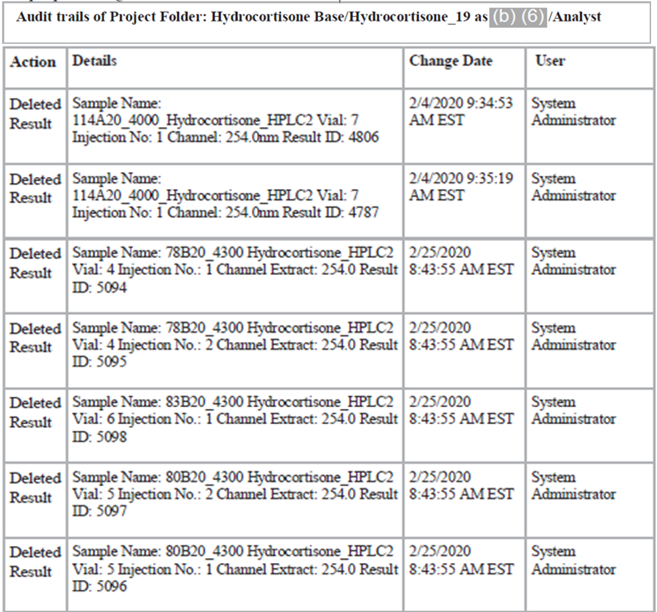 Audit trails of Project Folder: Hydrocortisone Base/Hydrocortisone_19 as (b) (6) /Analyst
Action Details Change Date User
Deleted Result
Sample Name:
114A20_4000_Hydrocortisone_HPLC2 Vial: 7
Injection No: 1 Channel: 254.0nm Result ID: 4806
2/4/2020 9:34:53
AM EST
System
Administrator
Deleted Result
Sample Name:
114A20_4000_Hydrocortisone_HPLC2 Vial: 7
Injection No: 1 Channel: 254.0nm Result ID: 4787
2/4/2020 9:35:19
AM EST
System
Administrator
Deleted Result
Sample Name: 78B20_4300 Hydrocortisone_HPLC2
Vial: 4 Injection No.: 1 Channel Extract: 254.0 Result
ID: 5094
2/25/2020
8:43:55 AM EST
System
Administrator
Deleted Result
Sample Name: 78B20_4300 Hydrocortisone_HPLC2
Vial: 4 Injection No.: 2 Channel Extract: 254.0 Result
ID: 5095
2/25/2020
8:43:55 AM EST
System
Administrator
Deleted Result
Sample Name: 83B20_4300 Hydrocortisone_HPLC2
Vial: 6 Injection No.: 1 Channel Extract: 254.0 Result
ID: 5098
2/25/2020
8:43:55 AM EST
System
Administrator
Deleted Result
Sample Name: 80B20_4300 Hydrocortisone_HPLC2
Vial: 5 Injection No.: 2 Channel Extract: 254.0 Result
ID: 5097
2/25/2020
8:43:55 AM EST
System
Administrator
Deleted Result
Sample Name: 80B20_4300 Hydrocortisone_HPLC2
Vial: 5 Injection No.: 1 Channel Extract: 254.0 Result
ID: 5096
2/25/2020
8:43:55 AM EST
System
Administrator